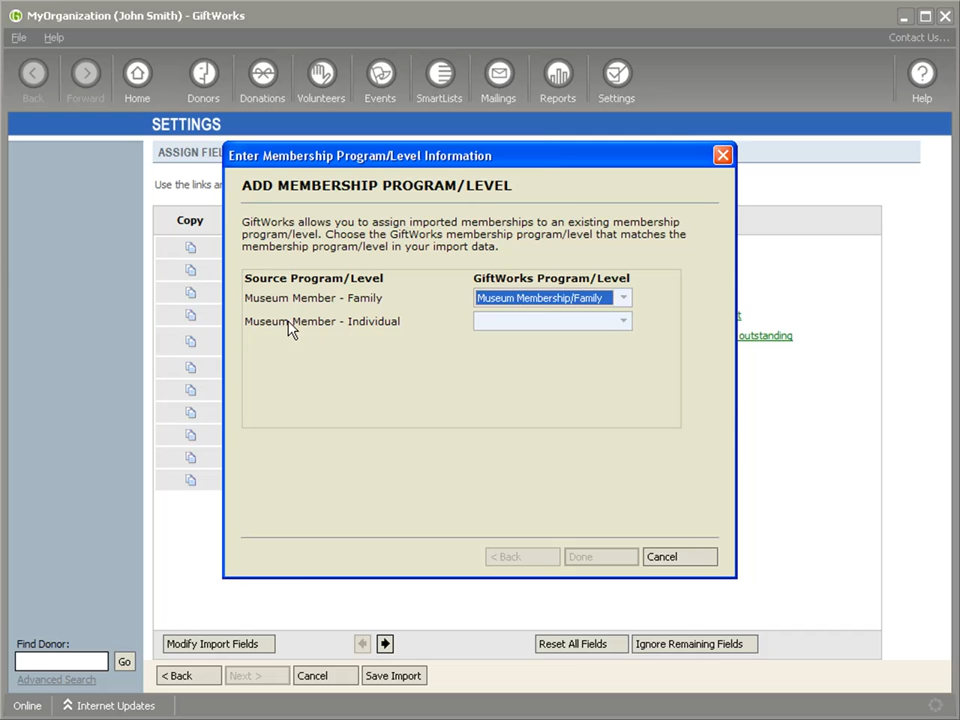 MyOrganization (John Smith) - GiftWorks
File Help Contact Us...
Back Forward Home Donors Donations Volunteers Events SmartLists Mailings Reports Settings Help
SETTINGS
ASSIGN FIEL
Use the links a
Copy
Enter Membership Program/Level Information
ADD MEMBERSHIP PROGRAM/LEVEL
GiftWorks allows you to assign imported memberships to an existing membership
program/level. Choose the GiftWorks membership program/level that matches the
membership program/level in your import data.
Source Program/Level GiftWorks Program/Level
Museum Member - Family Museum Membership/Family
Museum Member - Individual
outstanding
< Back Done Cancel
Find Donor:
Go
Advanced Search
Modify Import Fields Reset All Fields Ignore Remaining Fields
< Back Next > Cancel Save Import
Online Internet Updates